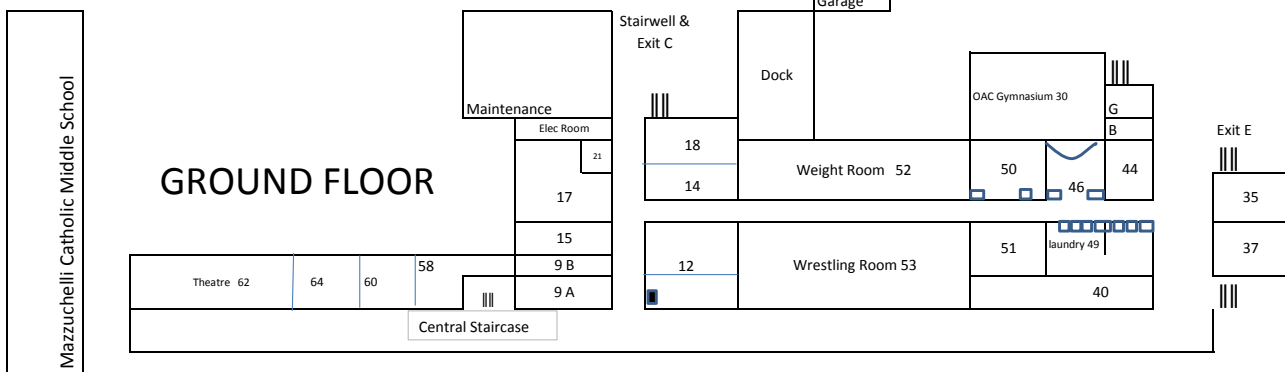 Garage
Stairwell &
Exit C
Dock
OAC Gymnasium 30
Maintenance
G
Elec Room
B
Exit E
18
21
Weight Room 52
50
44
GROUND FLOOR
14
46
17
35
15
51
laundry 49
37
58
9 B
12
Wrestling Room 53
Theatre 62
64
60
9 A
40
Central Staircase
Mazzuchelli Catholic Middle School